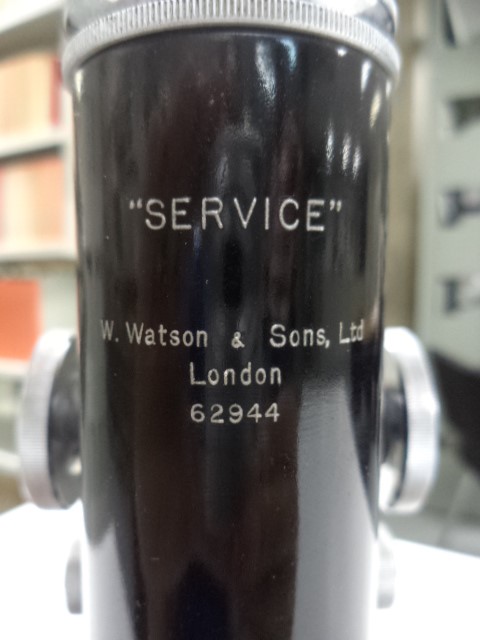 "SERVICE"
W. Watson & Sons, Ltd
London
62944